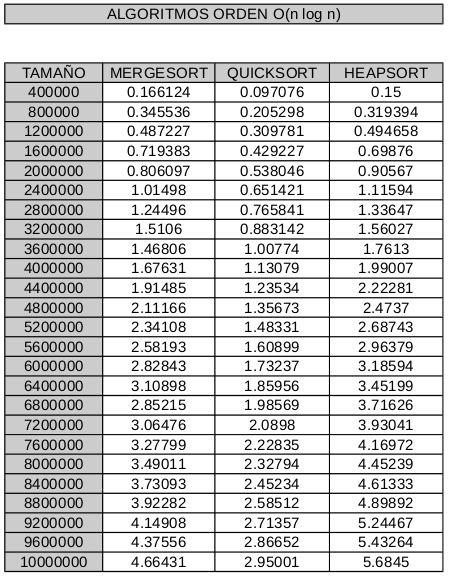 ALGORITMOS ORDEN O(n log n)
TAMAÑO MERGESORT QUICKSORT HEAPSORT
400000 0.166124 0.097076 0.15
800000 0.345536 0.205298 0.319394
1200000 0.487227 0.309781 0.494658
1600000 0.719383 0.429227 0.69876
2000000 0.806097 0.538046 0.90567
2400000 1.01498 0.651421 1.11594
2800000 1.24496 0.765841 1.33647
3200000 1.5106 0.883142 1.56027
3600000 1.46806 1.00774 1.7613
4000000 1.67631 1.13079 1.99007
4400000 1.91485 1.23534 2.22281
4800000 2.11166 1.35673 2.4737
5200000 2.34108 1.48331 2.68743
5600000 2.58193 1.60899 2.96379
6000000 2.82843 1.73237 3.18594
6400000 3.10898 1.85956 3.45199
6800000 2.85215 1.98569 3.71626
7200000 3.06476 2.0898 3.93041
7600000 3.27799 2.22835 4.16972
8000000 3.49011 2.32794 4.45239
8400000 3.73093 2.45234 4.61333
8800000 3.92282 2.58512 4.89892
9200000 4.14908 2.71357 5.24467
9600000 4.37556 2.86652 5.43264
10000000 4.66431 2.95001 5.6845